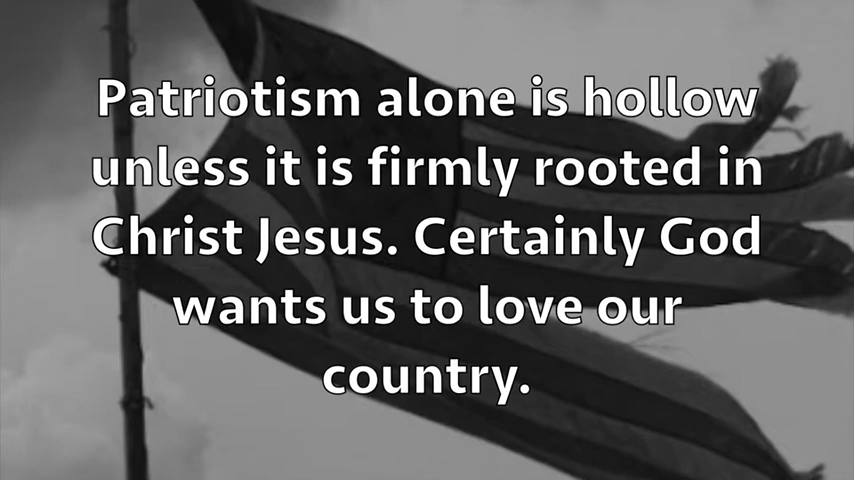 Patriotism alone is hollow
unless it is firmly rooted in
Christ Jesus. Certainly God
wants us to love our
country.